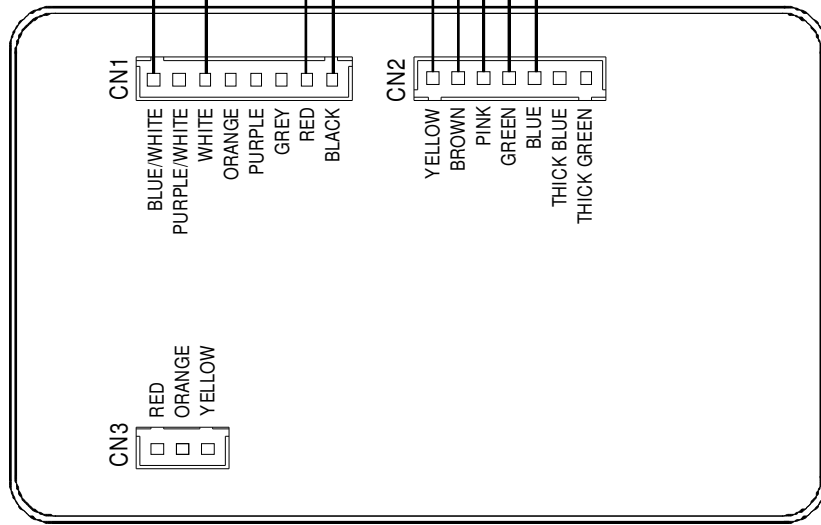 CN1
BLUE/WHITE
PURPLE/WHITE
WHITE
ORANGE
PURPLE
GREY
RED
BLACK
CN2
YELLOW
BROWN
PINK
GREEN
BLUE
THICK BLUE
THICK GREEN
CN3
RED
ORANGE
YELLOW